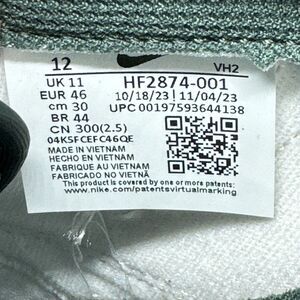 12 VH2
UK 11 HF2874-001
EUR 46 10/18/23 | 11/04/23
cm 30 UPC 00197593644138
BR 44
CN 300(2.5)
04K5FCEFC46QE
MADE IN VIETNAM
HECHO EN VIETNAM
FABRIQUÉ AU VIETNAM
FABRICADO NO VIETNÃ
This product is covered by one or more patents:
www.nike.com/patentsvirtualmarking